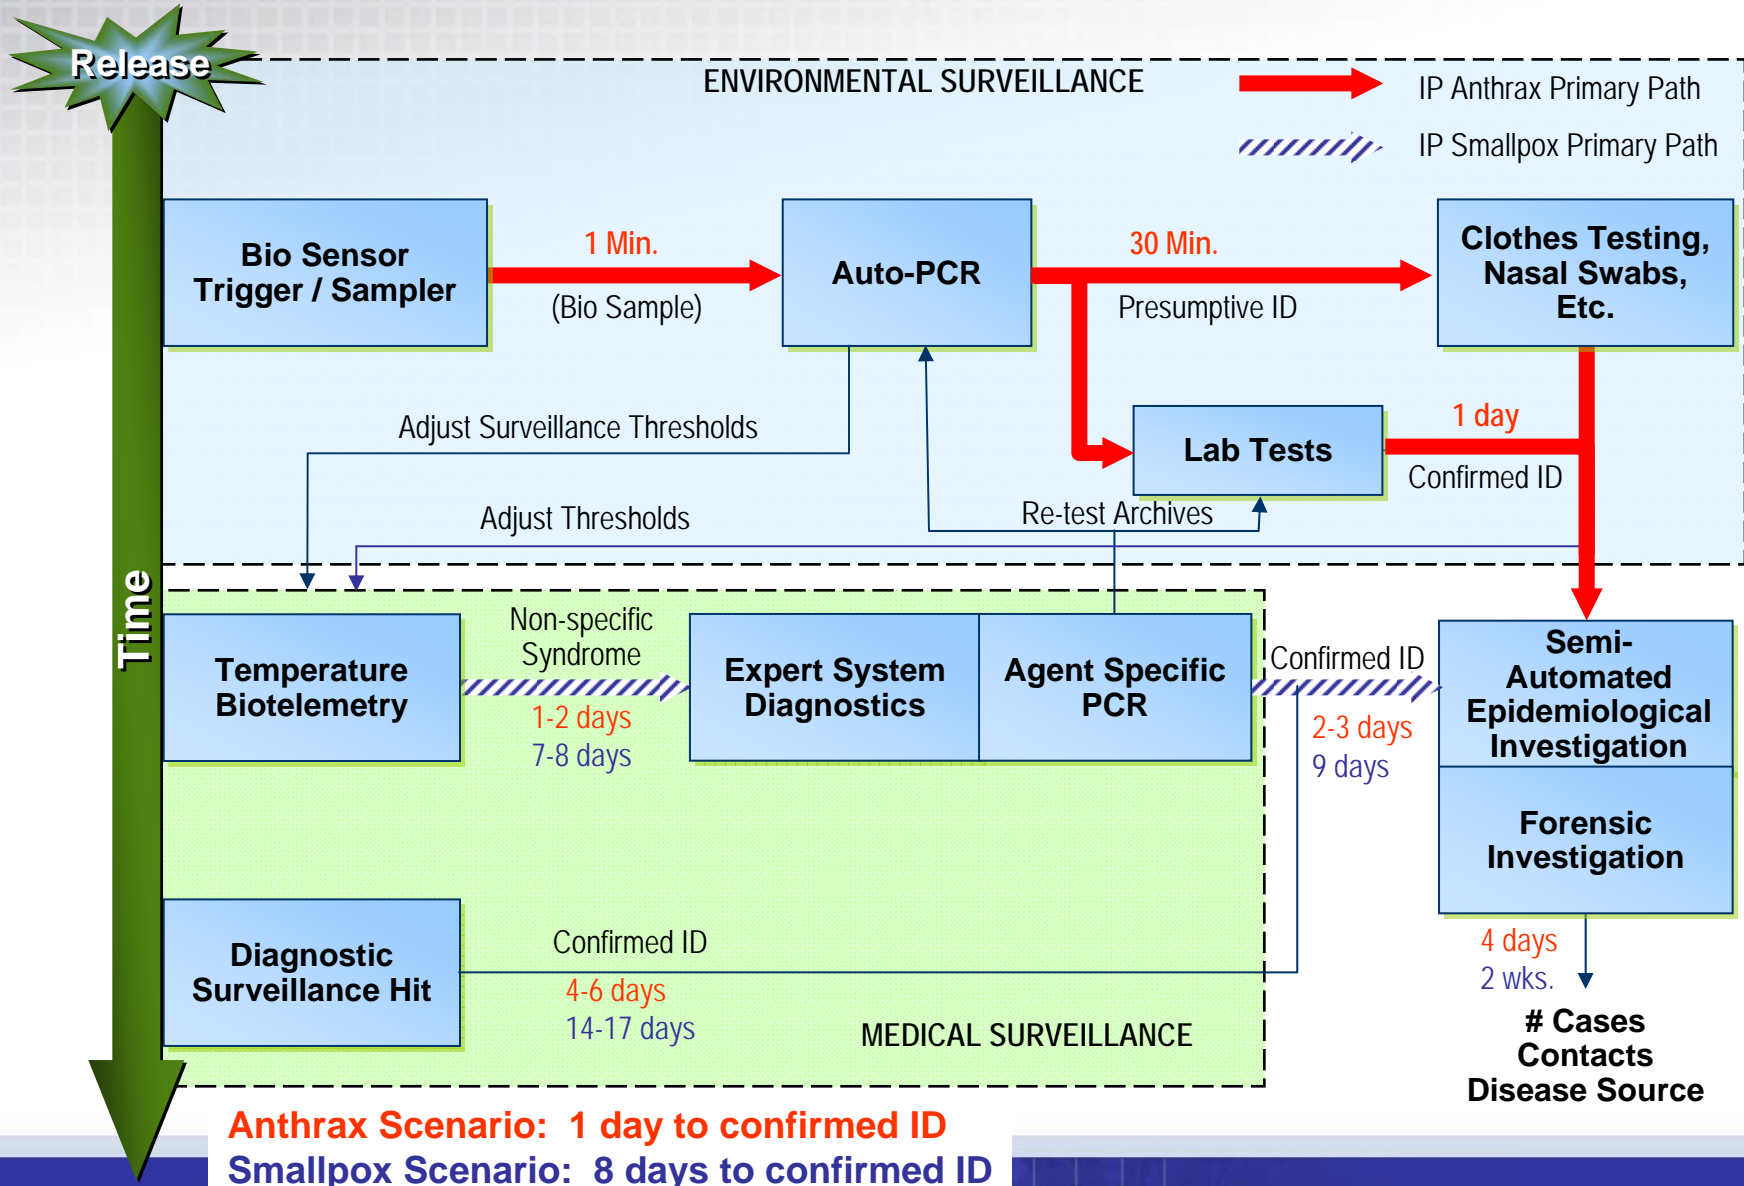 Release
ENVIRONMENTAL SURVEILLANCE
IP Anthrax Primary Path
IP Smallpox Primary Path
Bio Sensor
Trigger / Sampler
1 Min.
(Bio Sample)
Auto-PCR
30 Min.
Presumptive ID
Clothes Testing,
Nasal Swabs,
Etc.
Adjust Surveillance Thresholds
Lab Tests
1 day
Confirmed ID
Adjust Thresholds
Re-test Archives
Time
Temperature
Biotelemetry
Non-specific
Syndrome
1-2 days
7-8 days
Expert System
Diagnostics
Agent Specific
PCR
Confirmed ID
2-3 days
9 days
Semi-
Automated
Epidemiological
Investigation
Forensic
Investigation
Diagnostic
Surveillance Hit
Confirmed ID
4-6 days
14-17 days
MEDICAL SURVEILLANCE
4 days
2 wks.
# Cases
Contacts
Disease Source
Anthrax Scenario: 1 day to confirmed ID
Smallpox Scenario: 8 days to confirmed ID